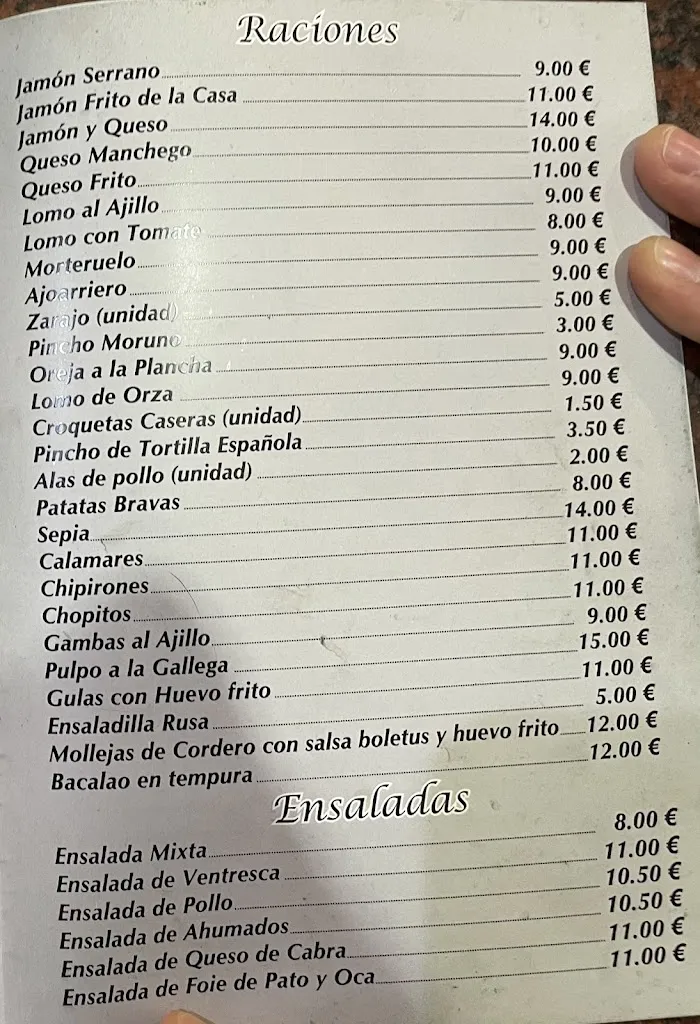 Raciones
Jamón Serrano 9.00 €
Jamón Frito de la Casa 11.00 €
Jamón y Queso 14.00 €
Queso Manchego 10.00 €
Queso Frito 11.00 €
Lomo al Ajillo 9.00 €
Lomo con Tomate 8.00 €
Morteruelo 9.00 €
Ajoarriero 9.00 €
Zarajo (unidad) 5.00 €
Pincho Moruno 3.00 €
Oreja a la Plancha 9.00 €
Lomo de Orza 9.00 €
Croquetas Caseras (unidad) 1.50 €
Pincho de Tortilla Española 3.50 €
Alas de pollo (unidad) 2.00 €
Patatas Bravas 8.00 €
Sepia 14.00 €
Calamares 11.00 €
Chipirones 11.00 €
Chopitos 11.00 €
Gambas al Ajillo 9.00 €
Pulpo a la Gallega 15.00 €
Gulas con Huevo frito 11.00 €
Ensaladilla Rusa 5.00 €
Mollejas de Cordero con salsa boletus y huevo frito 12.00 €
Bacalao en tempura 12.00 €
Ensaladas
Ensalada Mixta 8.00 €
Ensalada de Ventresca 11.00 €
Ensalada de Pollo 10.50 €
Ensalada de Ahumados 10.50 €
Ensalada de Queso de Cabra 11.00 €
Ensalada de Foie de Pato y Oca 11.00 €